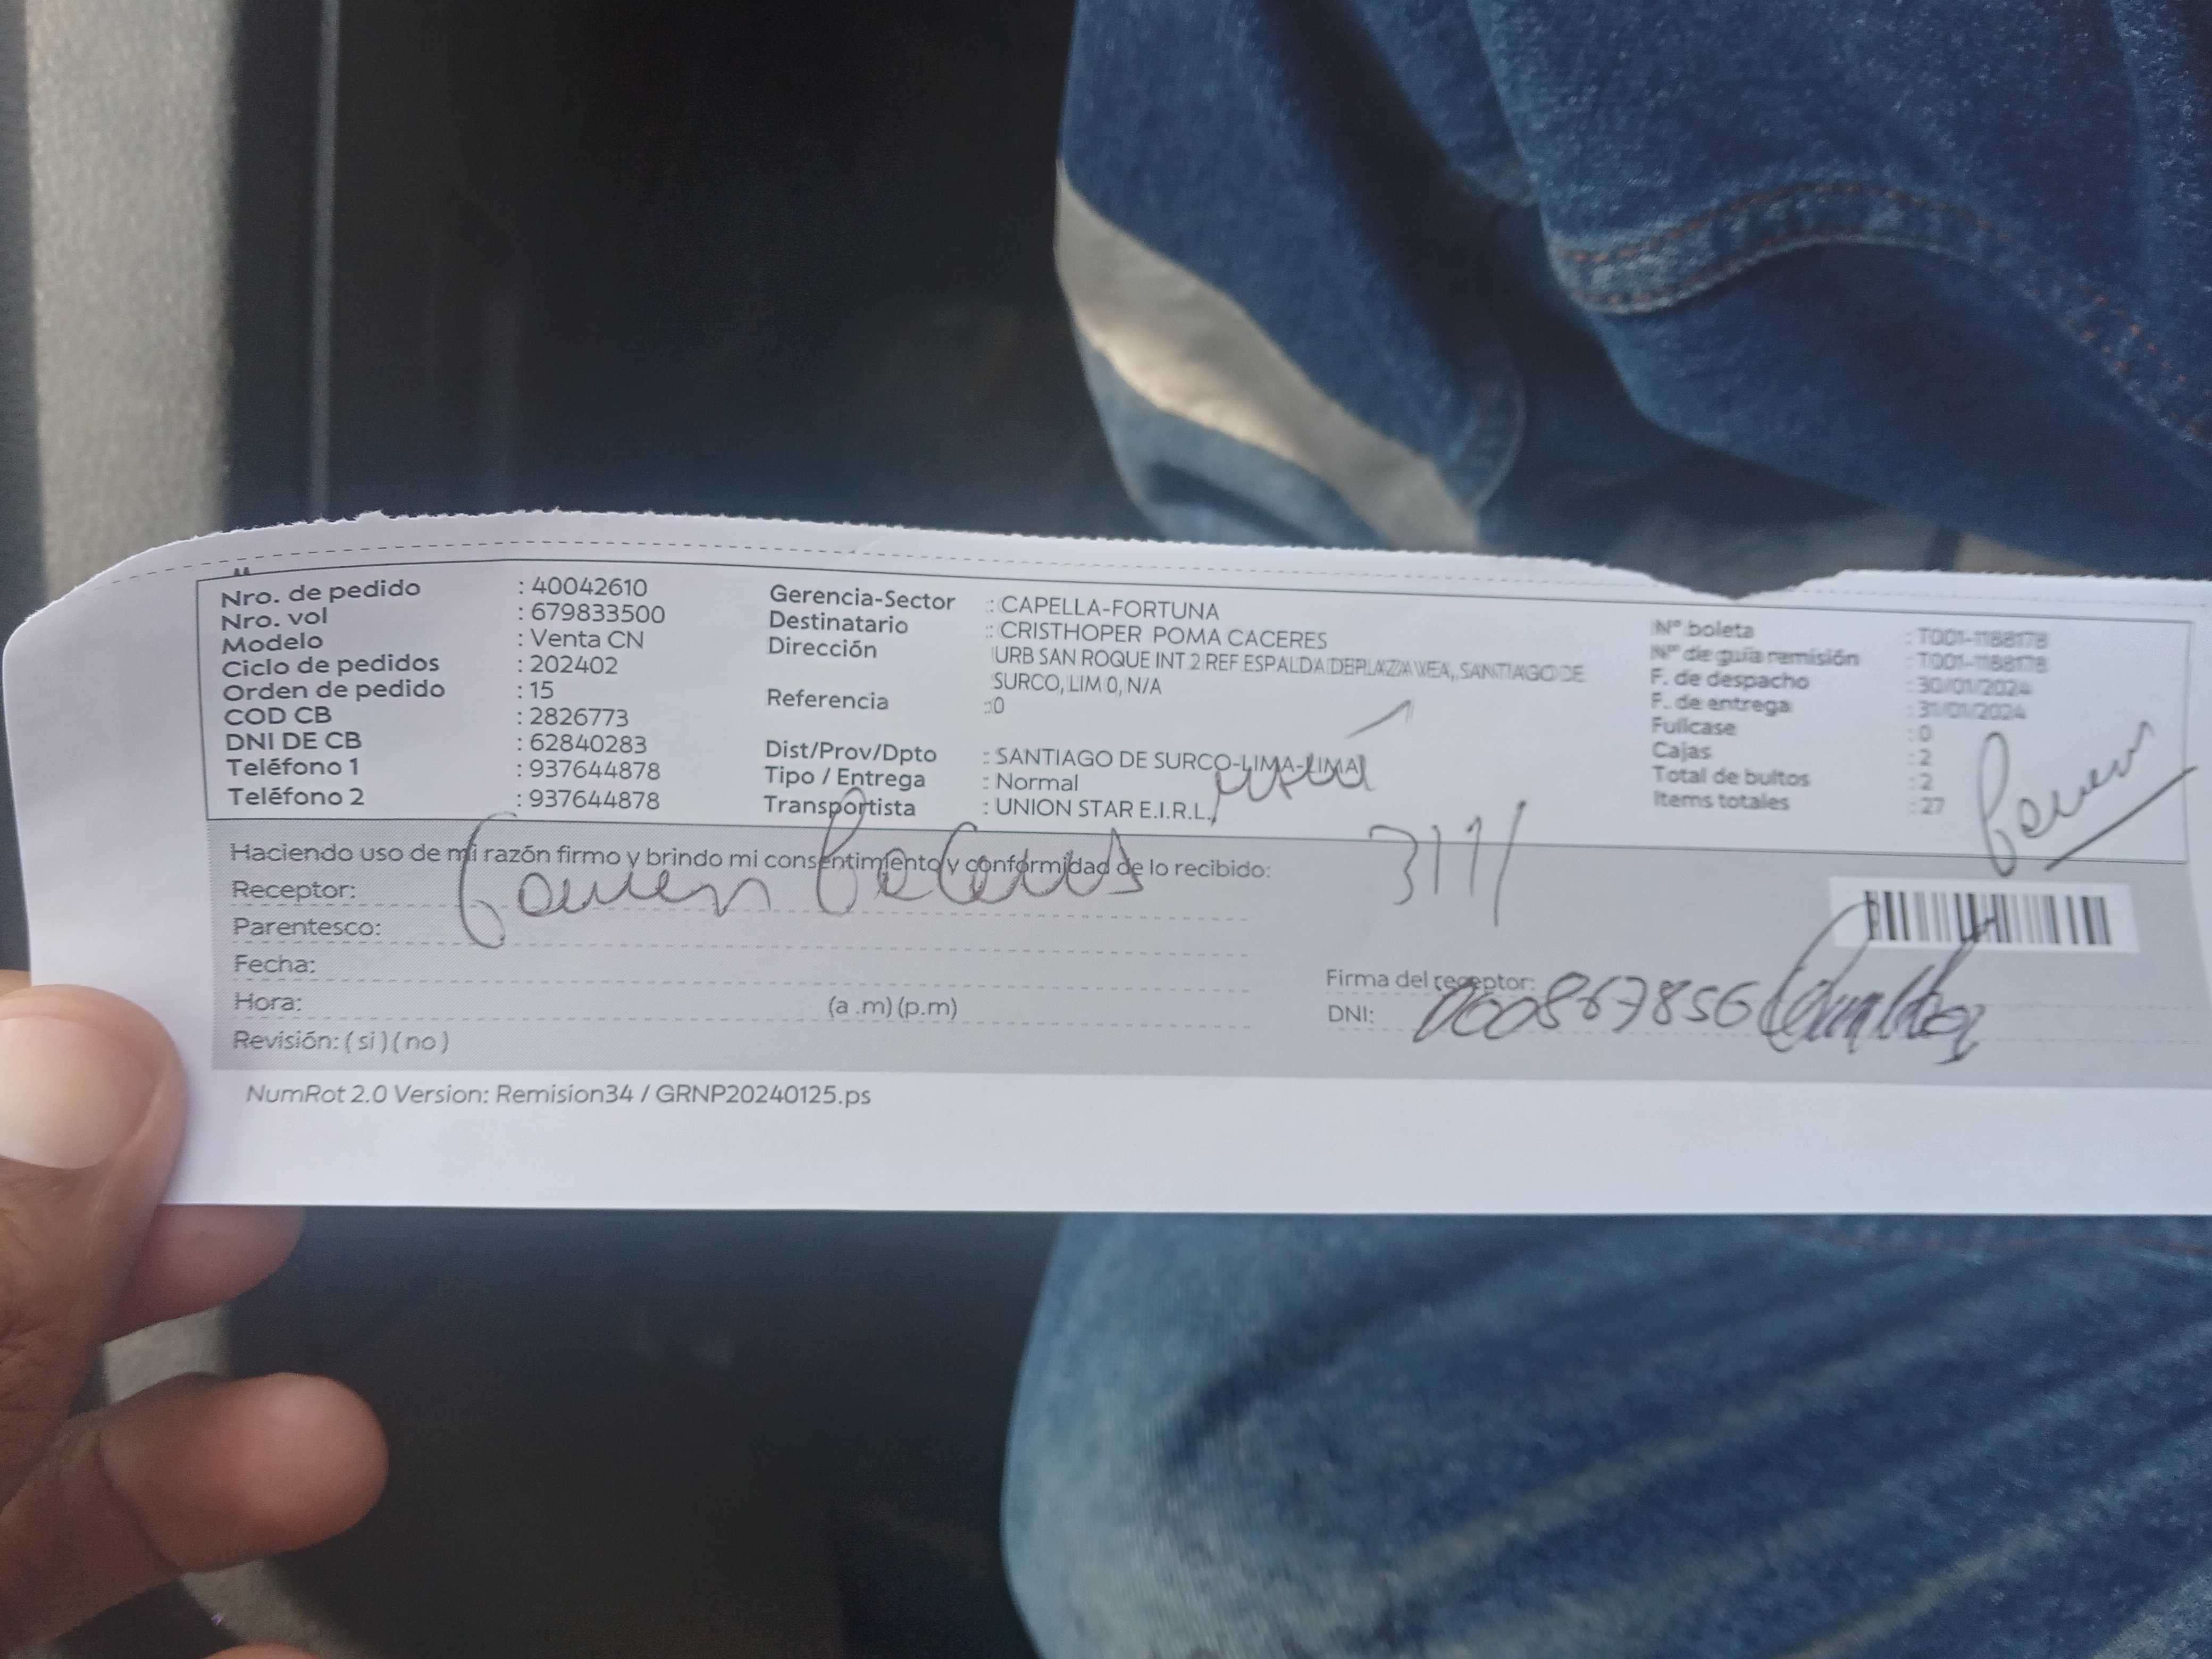 Nro. de pedido : 40042610
Nro. vol : 679833500
Modelo : Venta CN
Ciclo de pedidos : 202402
Orden de pedido : 15
COD CB : 2826773
DNI DE CB : 62840283
Teléfono 1 : 937644878
Teléfono 2 : 937644878
Gerencia-Sector : CAPELLA-FORTUNA
Destinatario : CRISTHOPER POMA CACERES
Dirección URB SAN ROQUE INT 2 REF ESPALDA DE PLAZA VEA, SANTIAGO DE
SURCO, LIM 0, N/A
Referencia :0
Dist/Prov/Dpto : SANTIAGO DE SURCO-LIMA-LIMA
Tipo / Entrega : Normal
Transportista : UNION STAR E.I.R.L.
N° boleta : T001-1188178
N° de guía remisión : T001-1188178
F. de despacho : 30/01/2024
F. de entrega : 31/01/2024
Fullcase : 0
Cajas : 2
Total de bultos : 2
Items totales : 27
Haciendo uso de mi razón firmo y brindo mi consentimiento y conformidad de lo recibido:
Receptor:
Parentesco:
Fecha:
Hora: (a .m) (p.m)
Revisión: ( si ) ( no )
311/
Firma del receptor:
DNI: 000867856
NumRot 2.0 Version: Remision34 / GRNP20240125.ps